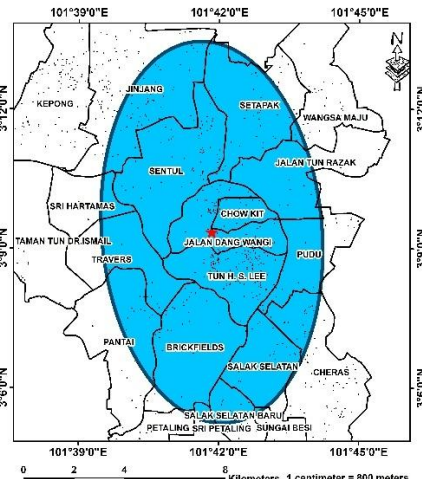 101°39'0"E 101°42'0"E 101°45'0"E
N
JINJANG
KEPONG
SETAPAK
3°12'0"N
WANGSA MAJU
JALAN TUN RAZAK
SENTUL
SRI HARTAMAS
CHOW KIT
TAMAN TUN DR.ISMAIL
JALAN DANG WANGI
3°9'0"N
TRAVERS
PUDU
TUN H. S. LEE
PANTAI
BRICKFIELDS
SALAK SELATAN
CHERAS
3°6'0"N
SALAK SELATAN BARU
PETALING SRI PETALING SUNGAI BESI
101°39'0"E 101°42'0"E 101°45'0"E
0 2 4 8
Kilometers 1 centimeter = 800 meters